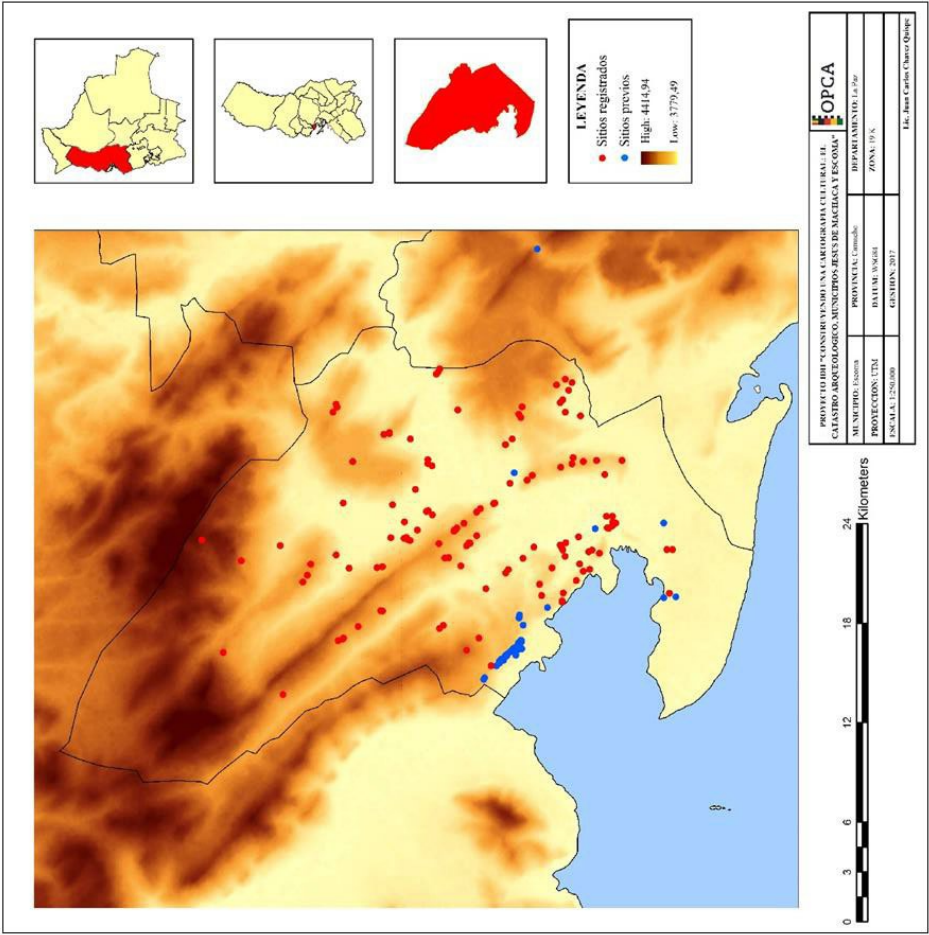 LEYENDA
Sitios registrados
Sitios previos
High: 4414,94
Low: 3779,49
0 3 6 12 18 24
Kilometers
PROYECTO IDH "CONSTRUYENDO UNA CARTOGRAFIA CULTURAL: EL
CATASTRO ARQUEOLOGICO, MUNICIPIOS JESUS DE MACHACA Y ESCOMA"
OPCA
MUNICIPIO: Escoma PROVINCIA: Camacho DEPARTAMENTO: La Paz
PROYECCION: UTM DATUM: WSG84 ZONA: 19 K
ESCALA: 1:250.000 GESTION: 2017
Lic. Juan Carlos Chavez Quispe